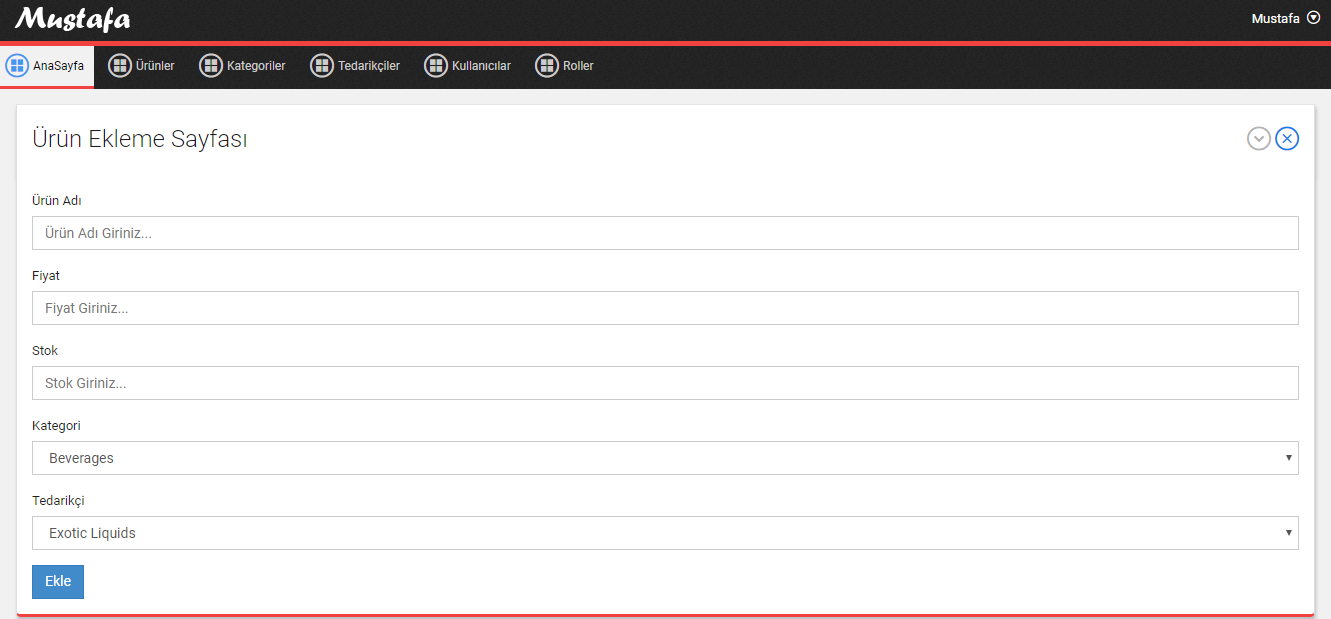 Mustafa
Mustafa
AnaSayfa Ürünler Kategoriler Tedarikçiler Kullanıcılar Roller
Ürün Ekleme Sayfası
Ürün Adı
Ürün Adı Giriniz...
Fiyat
Fiyat Giriniz...
Stok
Stok Giriniz...
Kategori
Beverages
Tedarikçi
Exotic Liquids
Ekle